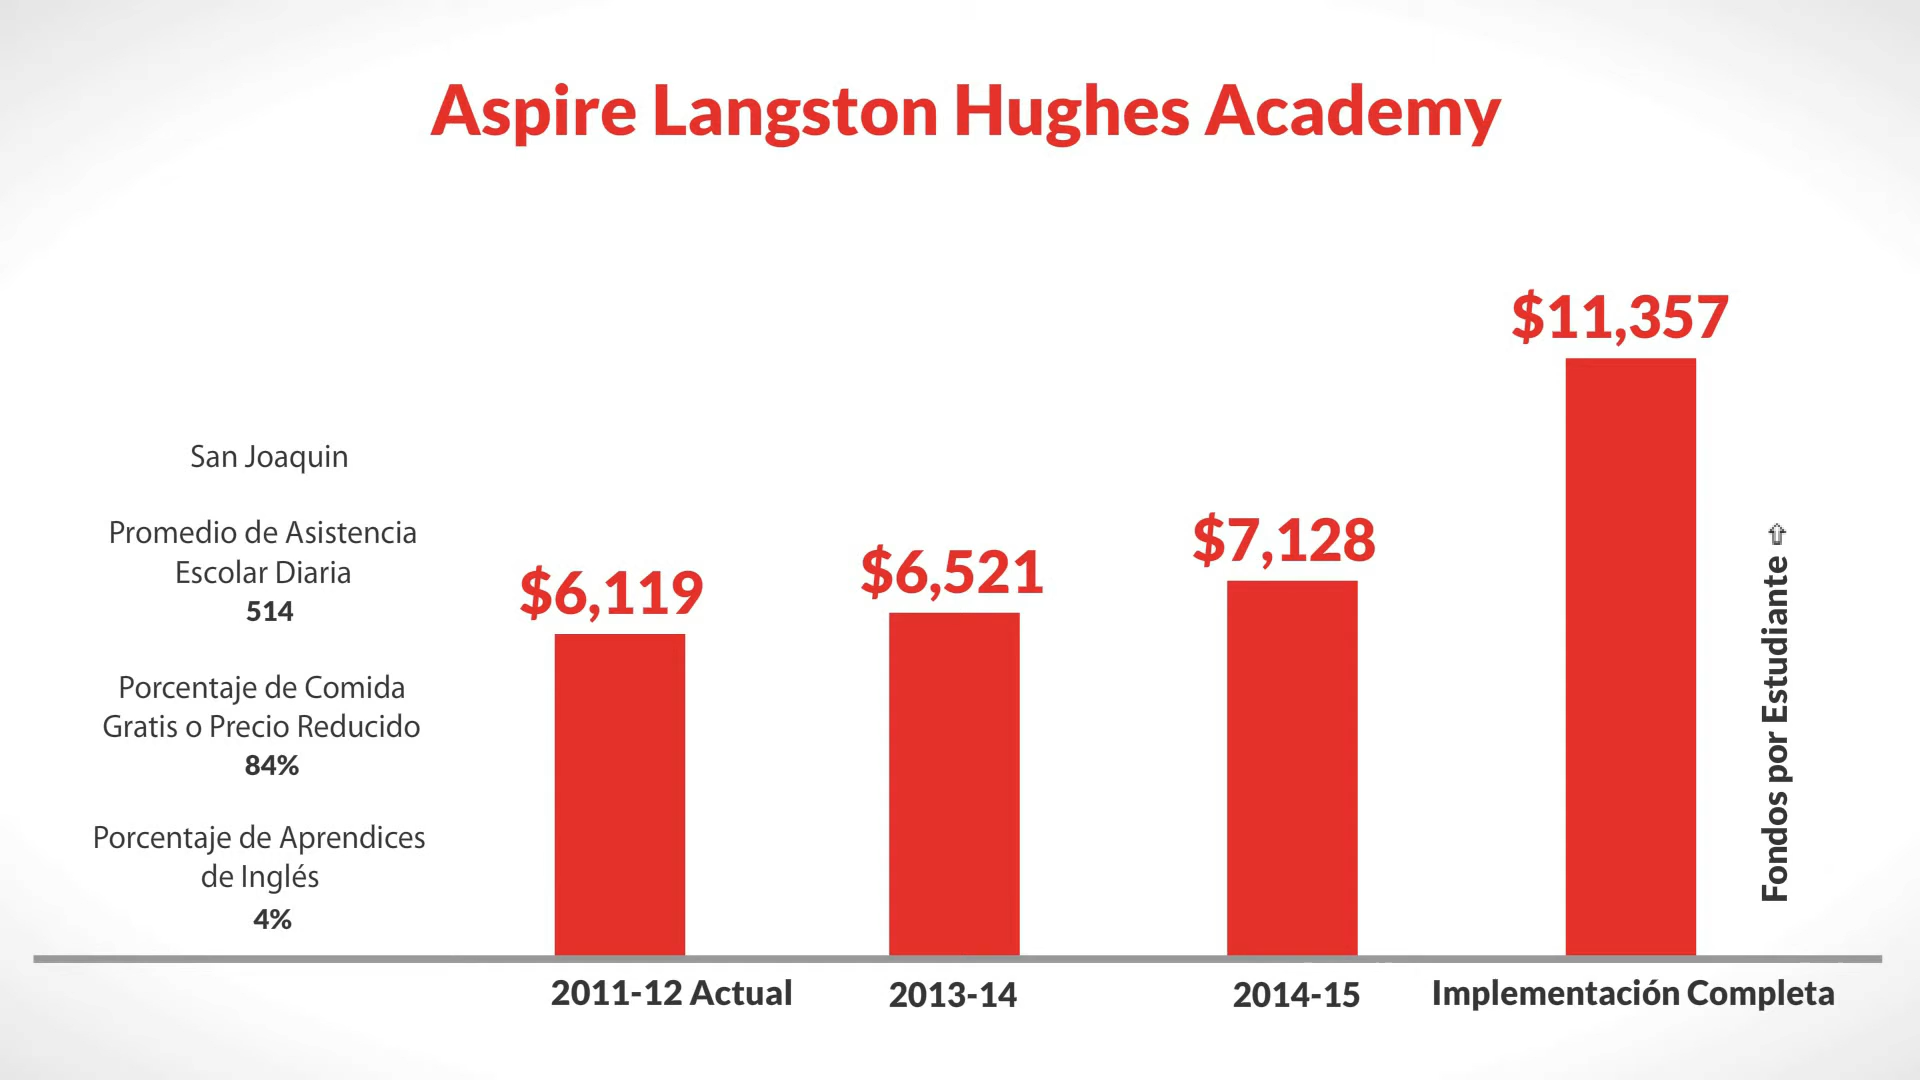 Aspire Langston Hughes Academy
San Joaquin
Promedio de Asistencia
Escolar Diaria
514
Porcentaje de Comida
Gratis o Precio Reducido
84%
Porcentaje de Aprendices
de Inglés
4%
$6,119
$6,521
$7,128
$11,357
Fondos por Estudiante ⇧
2011-12 Actual
2013-14
2014-15
Implementación Completa